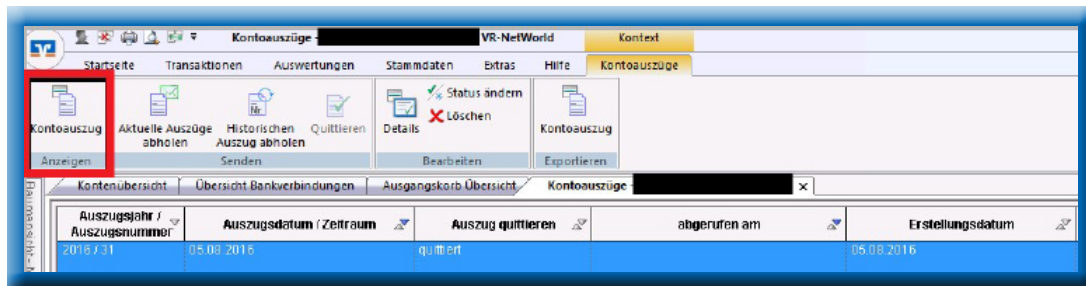 Kontoauszüge - VR-NetWorld Kontext
Startseite Transaktionen Auswertungen Stammdaten Extras Hilfe Kontoauszüge
Kontoauszug
Anzeigen
Aktuelle Auszüge
abholen
Historischen
Auszug abholen
Quittieren
Senden
Details
Status ändern
Löschen
Bearbeiten
Kontoauszug
Exportieren
Kontenübersicht Übersicht Bankverbindungen Ausgangskorb Übersicht Kontoauszüge - x
Auszugsjahr /
Auszugsnummer
Auszugsdatum / Zeitraum Auszug quittieren abgerufen am Erstellungsdatum
2016 / 31 05.08.2016 quittiert 05.08.2016